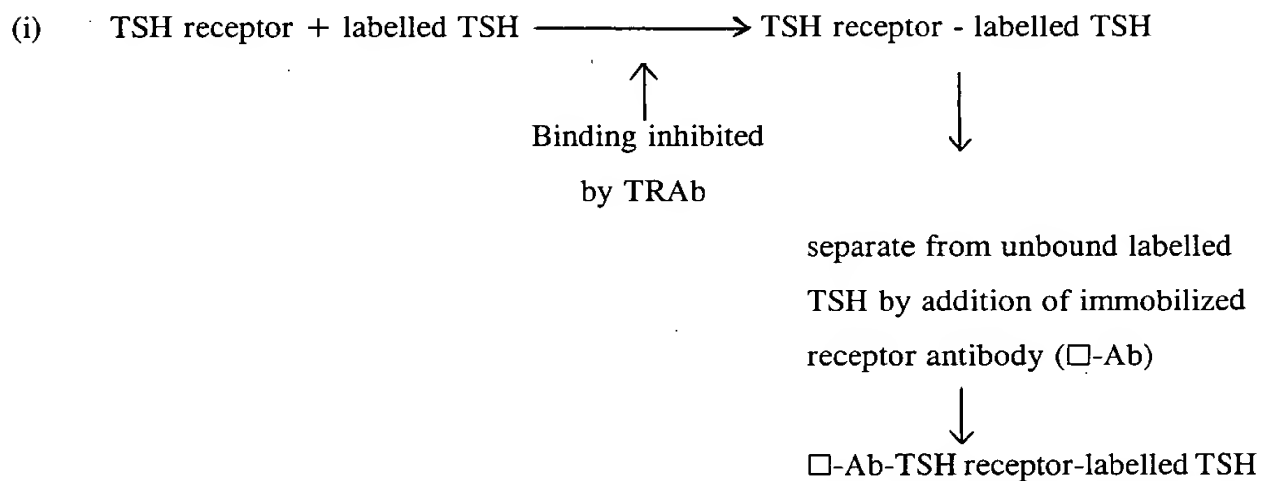 (i) TSH receptor + labelled TSH ⟶ TSH receptor - labelled TSH
Binding inhibited
by TRAb
separate from unbound labelled
TSH by addition of immobilized
receptor antibody (□-Ab)
□-Ab-TSH receptor-labelled TSH